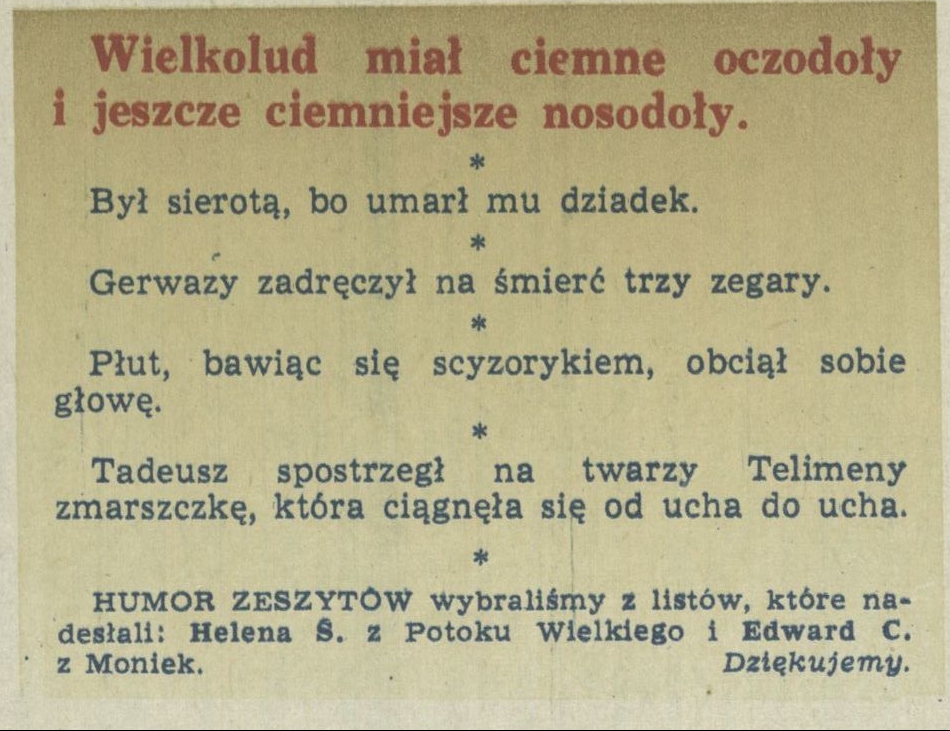 Wielkolud miał ciemne oczodoły
i jeszcze ciemniejsze nosodoły.
*
Był sierotą, bo umarł mu dziadek.
*
Gerwazy zadręczył na śmierć trzy zegary.
*
Płut, bawiąc się scyzorykiem, obciął sobie
głowę.
*
Tadeusz spostrzegł na twarzy Telimeny
zmarszczkę, która ciągnęła się od ucha do ucha.
*
HUMOR ZESZYTÓW wybraliśmy z listów, które na-
desłali: Helena S. z Potoku Wielkiego i Edward C.
z Moniek. Dziękujemy.